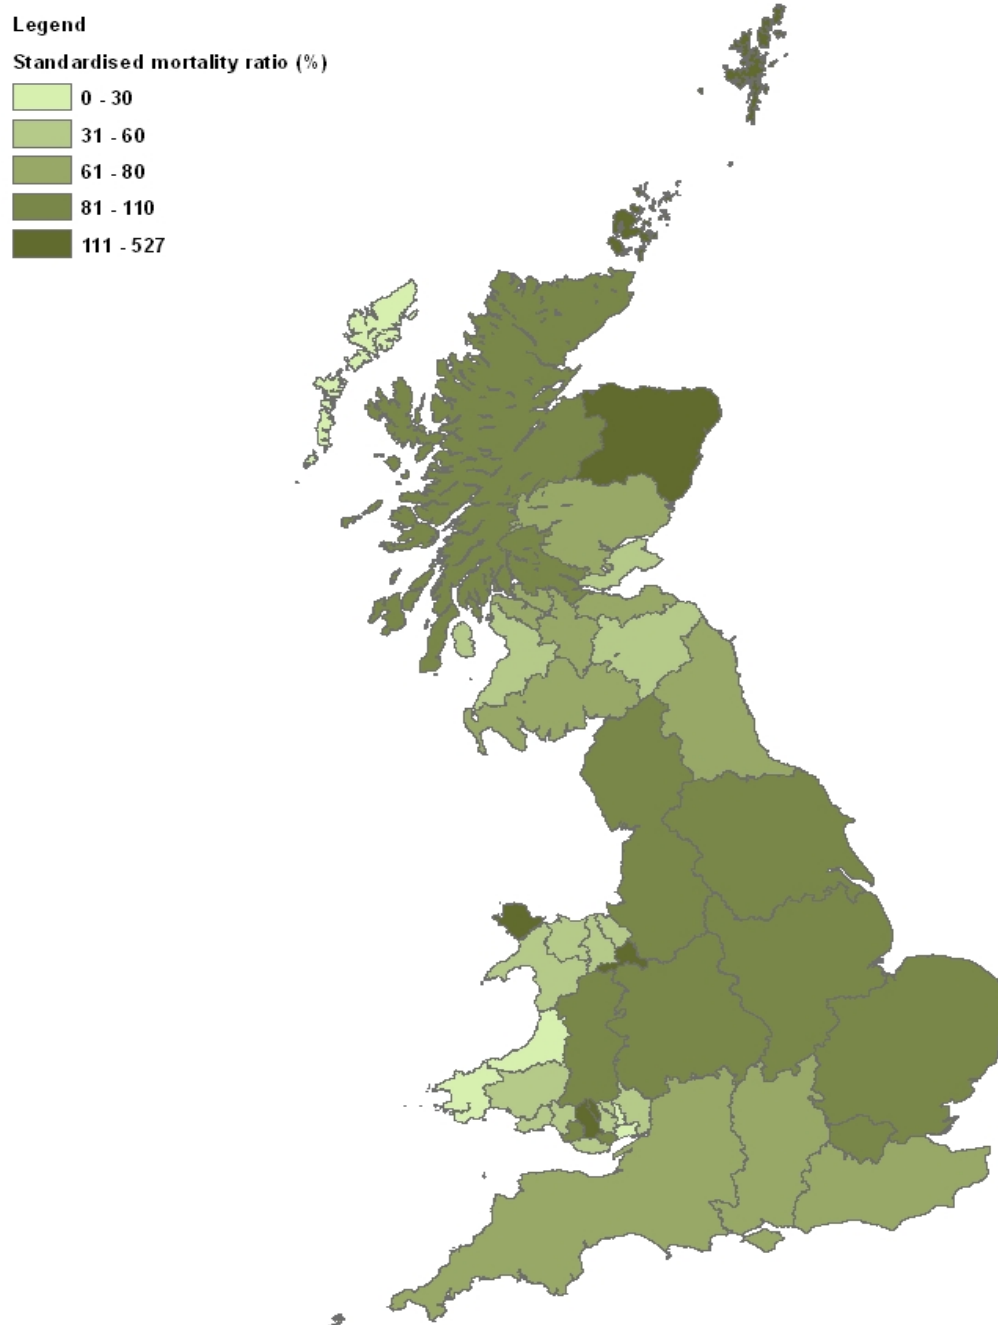 Legend
Standardised mortality ratio (%)
0 - 30
31 - 60
61 - 80
81 - 110
111 - 527